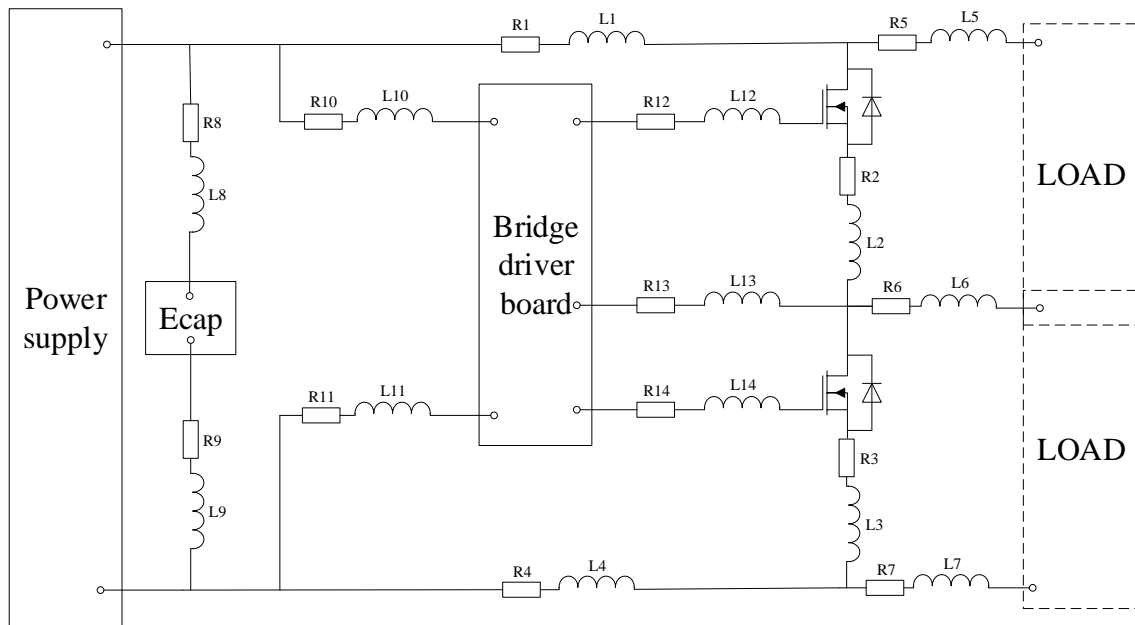 R1
L1
R5
L5
R10
L10
R12
L12
R8
L8
R2
L2
LOAD
Bridge
driver
board
Power
supply
Ecap
R13
L13
R6
L6
R11
L11
R14
L14
R9
L9
R3
L3
LOAD
R4
L4
R7
L7